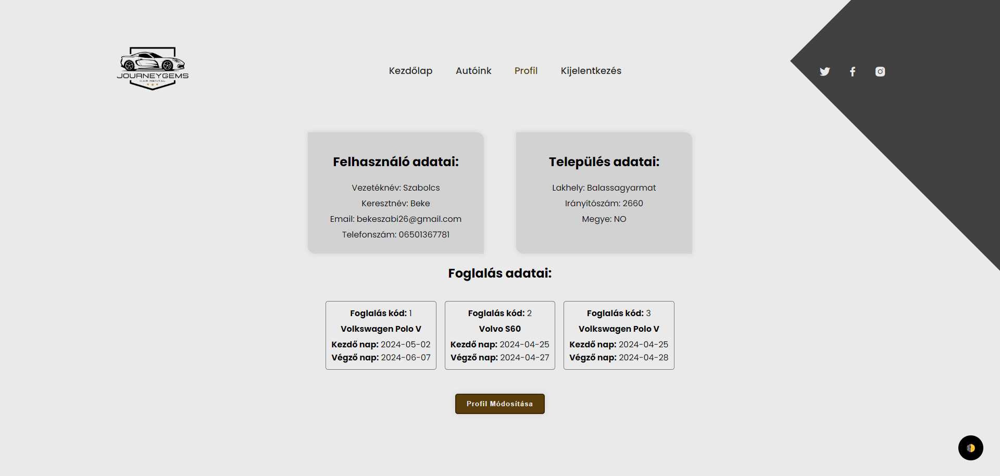 JOURNEYGEMS
CAR RENTAL
Kezdőlap
Autóink
Profil
Kijelentkezés
Felhasználó adatai:
Vezetéknév: Szabolcs
Keresztnév: Beke
Email: bekeszabi26@gmail.com
Telefonszám: 06501367781
Település adatai:
Lakhely: Balassagyarmat
Irányítószám: 2660
Megye: NO
Foglalás adatai:
Foglalás kód: 1
Volkswagen Polo V
Kezdő nap: 2024-05-02
Végző nap: 2024-06-07
Foglalás kód: 2
Volvo S60
Kezdő nap: 2024-04-25
Végző nap: 2024-04-27
Foglalás kód: 3
Volkswagen Polo V
Kezdő nap: 2024-04-25
Végző nap: 2024-04-28
Profil Módosítása